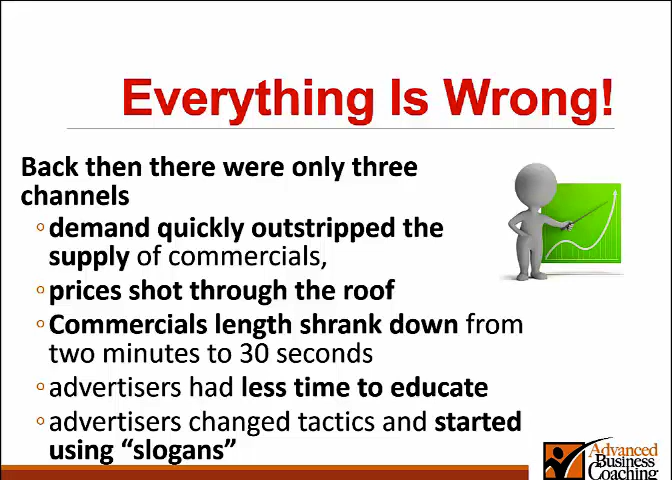 Everything Is Wrong!
Back then there were only three
channels
◦demand quickly outstripped the
supply of commercials,
◦prices shot through the roof
◦Commercials length shrank down from
two minutes to 30 seconds
◦advertisers had less time to educate
◦advertisers changed tactics and started
using “slogans”
Advanced
Business
Coaching